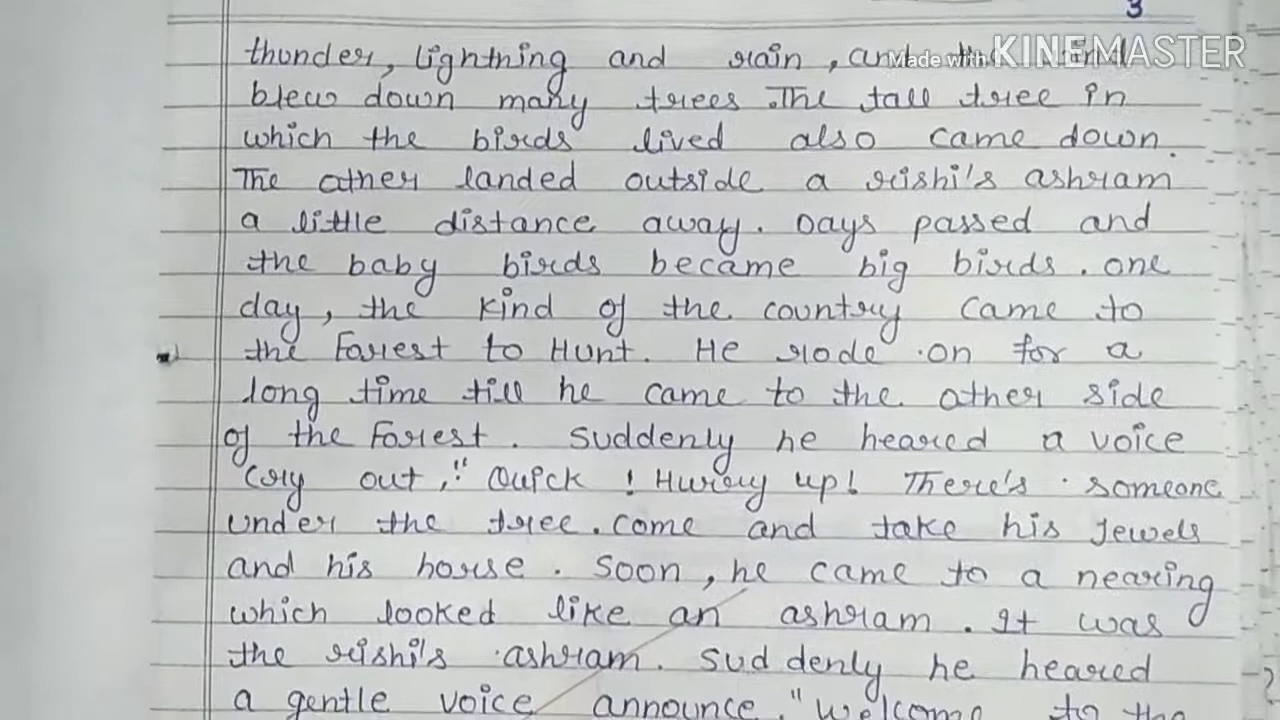 3
Made with KINEMASTER
thunder, lightning and rain, and the wind
blew down many trees .The tall tree in
which the birds lived also came down.
The other landed outside a rishi's ashram
a little distance away. Days passed and
the baby birds became big birds. one
day, the kind of the country came to
the Forest to Hunt. He rode on for a
long time till he came to the other side
of the Forest. Suddenly he heared a voice
cry out, " Quick ! Hurry up! There's someone
under the tree. come and take his jewels
and his horse. Soon, he came to a nearing
which looked like an ashram. It was
the rishi's ashram. Suddenly he heared
a gentle voice announce, "Welcome to the